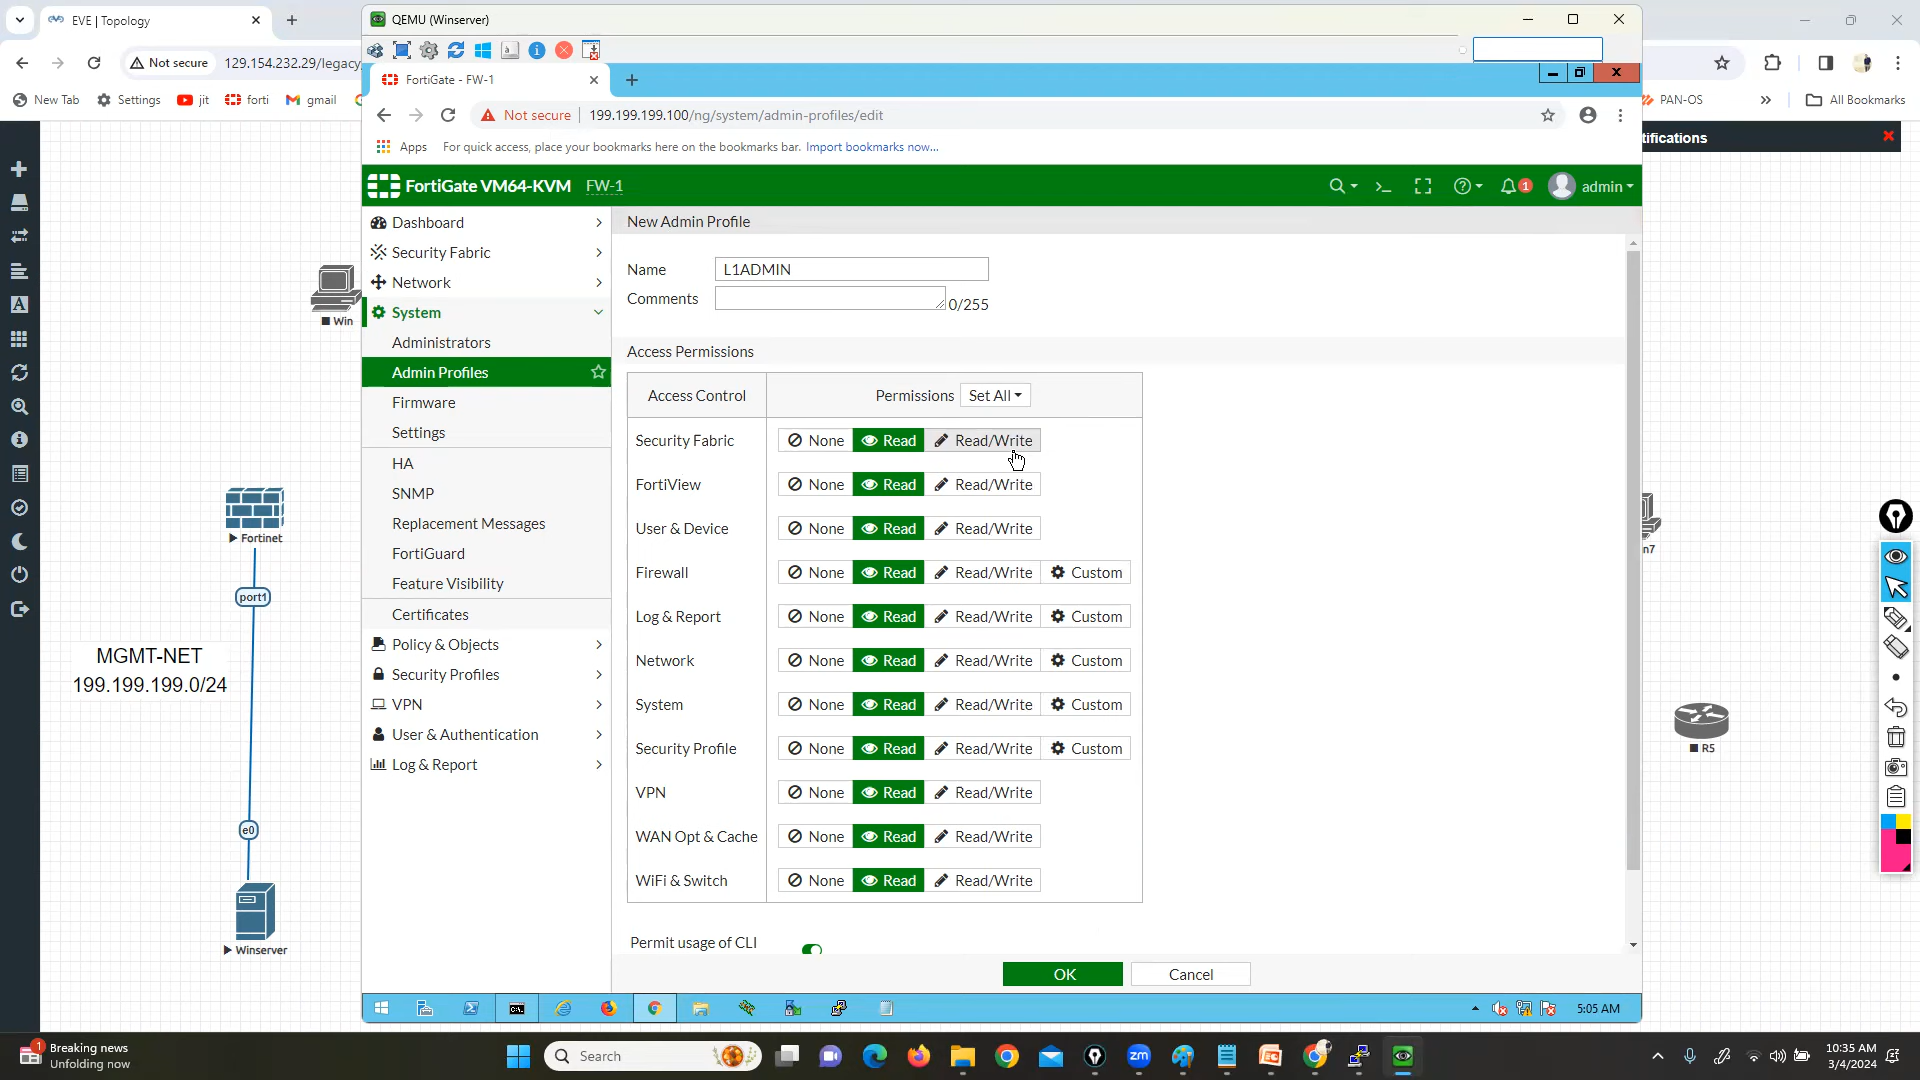 EVE | Topology
Not secure
129.154.232.29/legacy
New Tab
Settings
jit
forti
gmail
PAN-OS
All Bookmarks
tifications
QEMU (Winserver)
FortiGate - FW-1
Not secure
199.199.199.100/ng/system/admin-profiles/edit
Apps
For quick access, place your bookmarks here on the bookmarks bar. Import bookmarks now...
FortiGate VM64-KVM
FW-1
1
admin
Dashboard
Security Fabric
Network
System
Administrators
Admin Profiles
Firmware
Settings
HA
SNMP
Replacement Messages
FortiGuard
Feature Visibility
Certificates
Policy & Objects
Security Profiles
VPN
User & Authentication
Log & Report
New Admin Profile
Name L1ADMIN
Comments 0/255
Access Permissions
Access Control Permissions Set All
Security Fabric None Read Read/Write
FortiView None Read Read/Write
User & Device None Read Read/Write
Firewall None Read Read/Write Custom
Log & Report None Read Read/Write Custom
Network None Read Read/Write Custom
System None Read Read/Write Custom
Security Profile None Read Read/Write Custom
VPN None Read Read/Write
WAN Opt & Cache None Read Read/Write
WiFi & Switch None Read Read/Write
Permit usage of CLI
OK Cancel
Win
Fortinet
port1
MGMT-NET
199.199.199.0/24
e0
Winserver
n7
R5
5:05 AM
1
Breaking news
Unfolding now
Search
zm
10:35 AM
3/4/2024